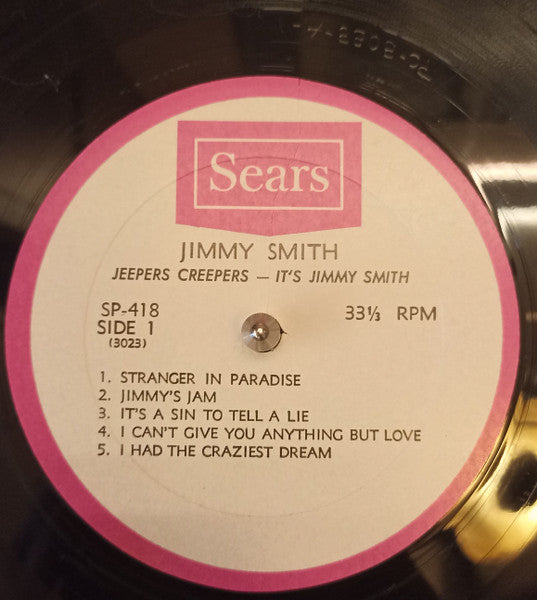 Sears
JIMMY SMITH
JEEPERS CREEPERS — IT'S JIMMY SMITH
SP-418 33⅓ RPM
SIDE 1
(3023)
1. STRANGER IN PARADISE
2. JIMMY'S JAM
3. IT'S A SIN TO TELL A LIE
4. I CAN'T GIVE YOU ANYTHING BUT LOVE
5. I HAD THE CRAZIEST DREAM